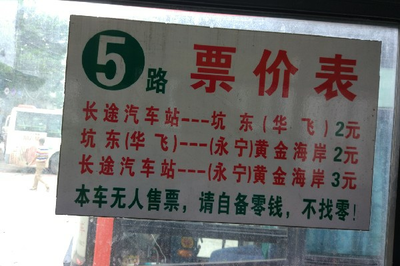 5路 票价表
长途汽车站---坑东(华飞)2元
坑东(华飞)---(永宁)黄金海岸2元
长途汽车站---(永宁)黄金海岸3元
本车无人售票，请自备零钱，不找零！